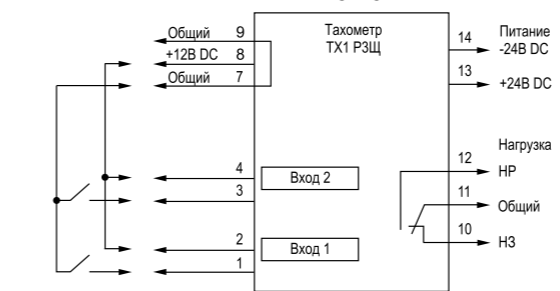 Общий 9
+12В DC 8
Общий 7
4
3
2
1
Тахометр
ТХ1 РЗЩ
Вход 2
Вход 1
Питание
14 -24В DC
13 +24В DC
Нагрузка
12 НР
11 Общий
10 НЗ